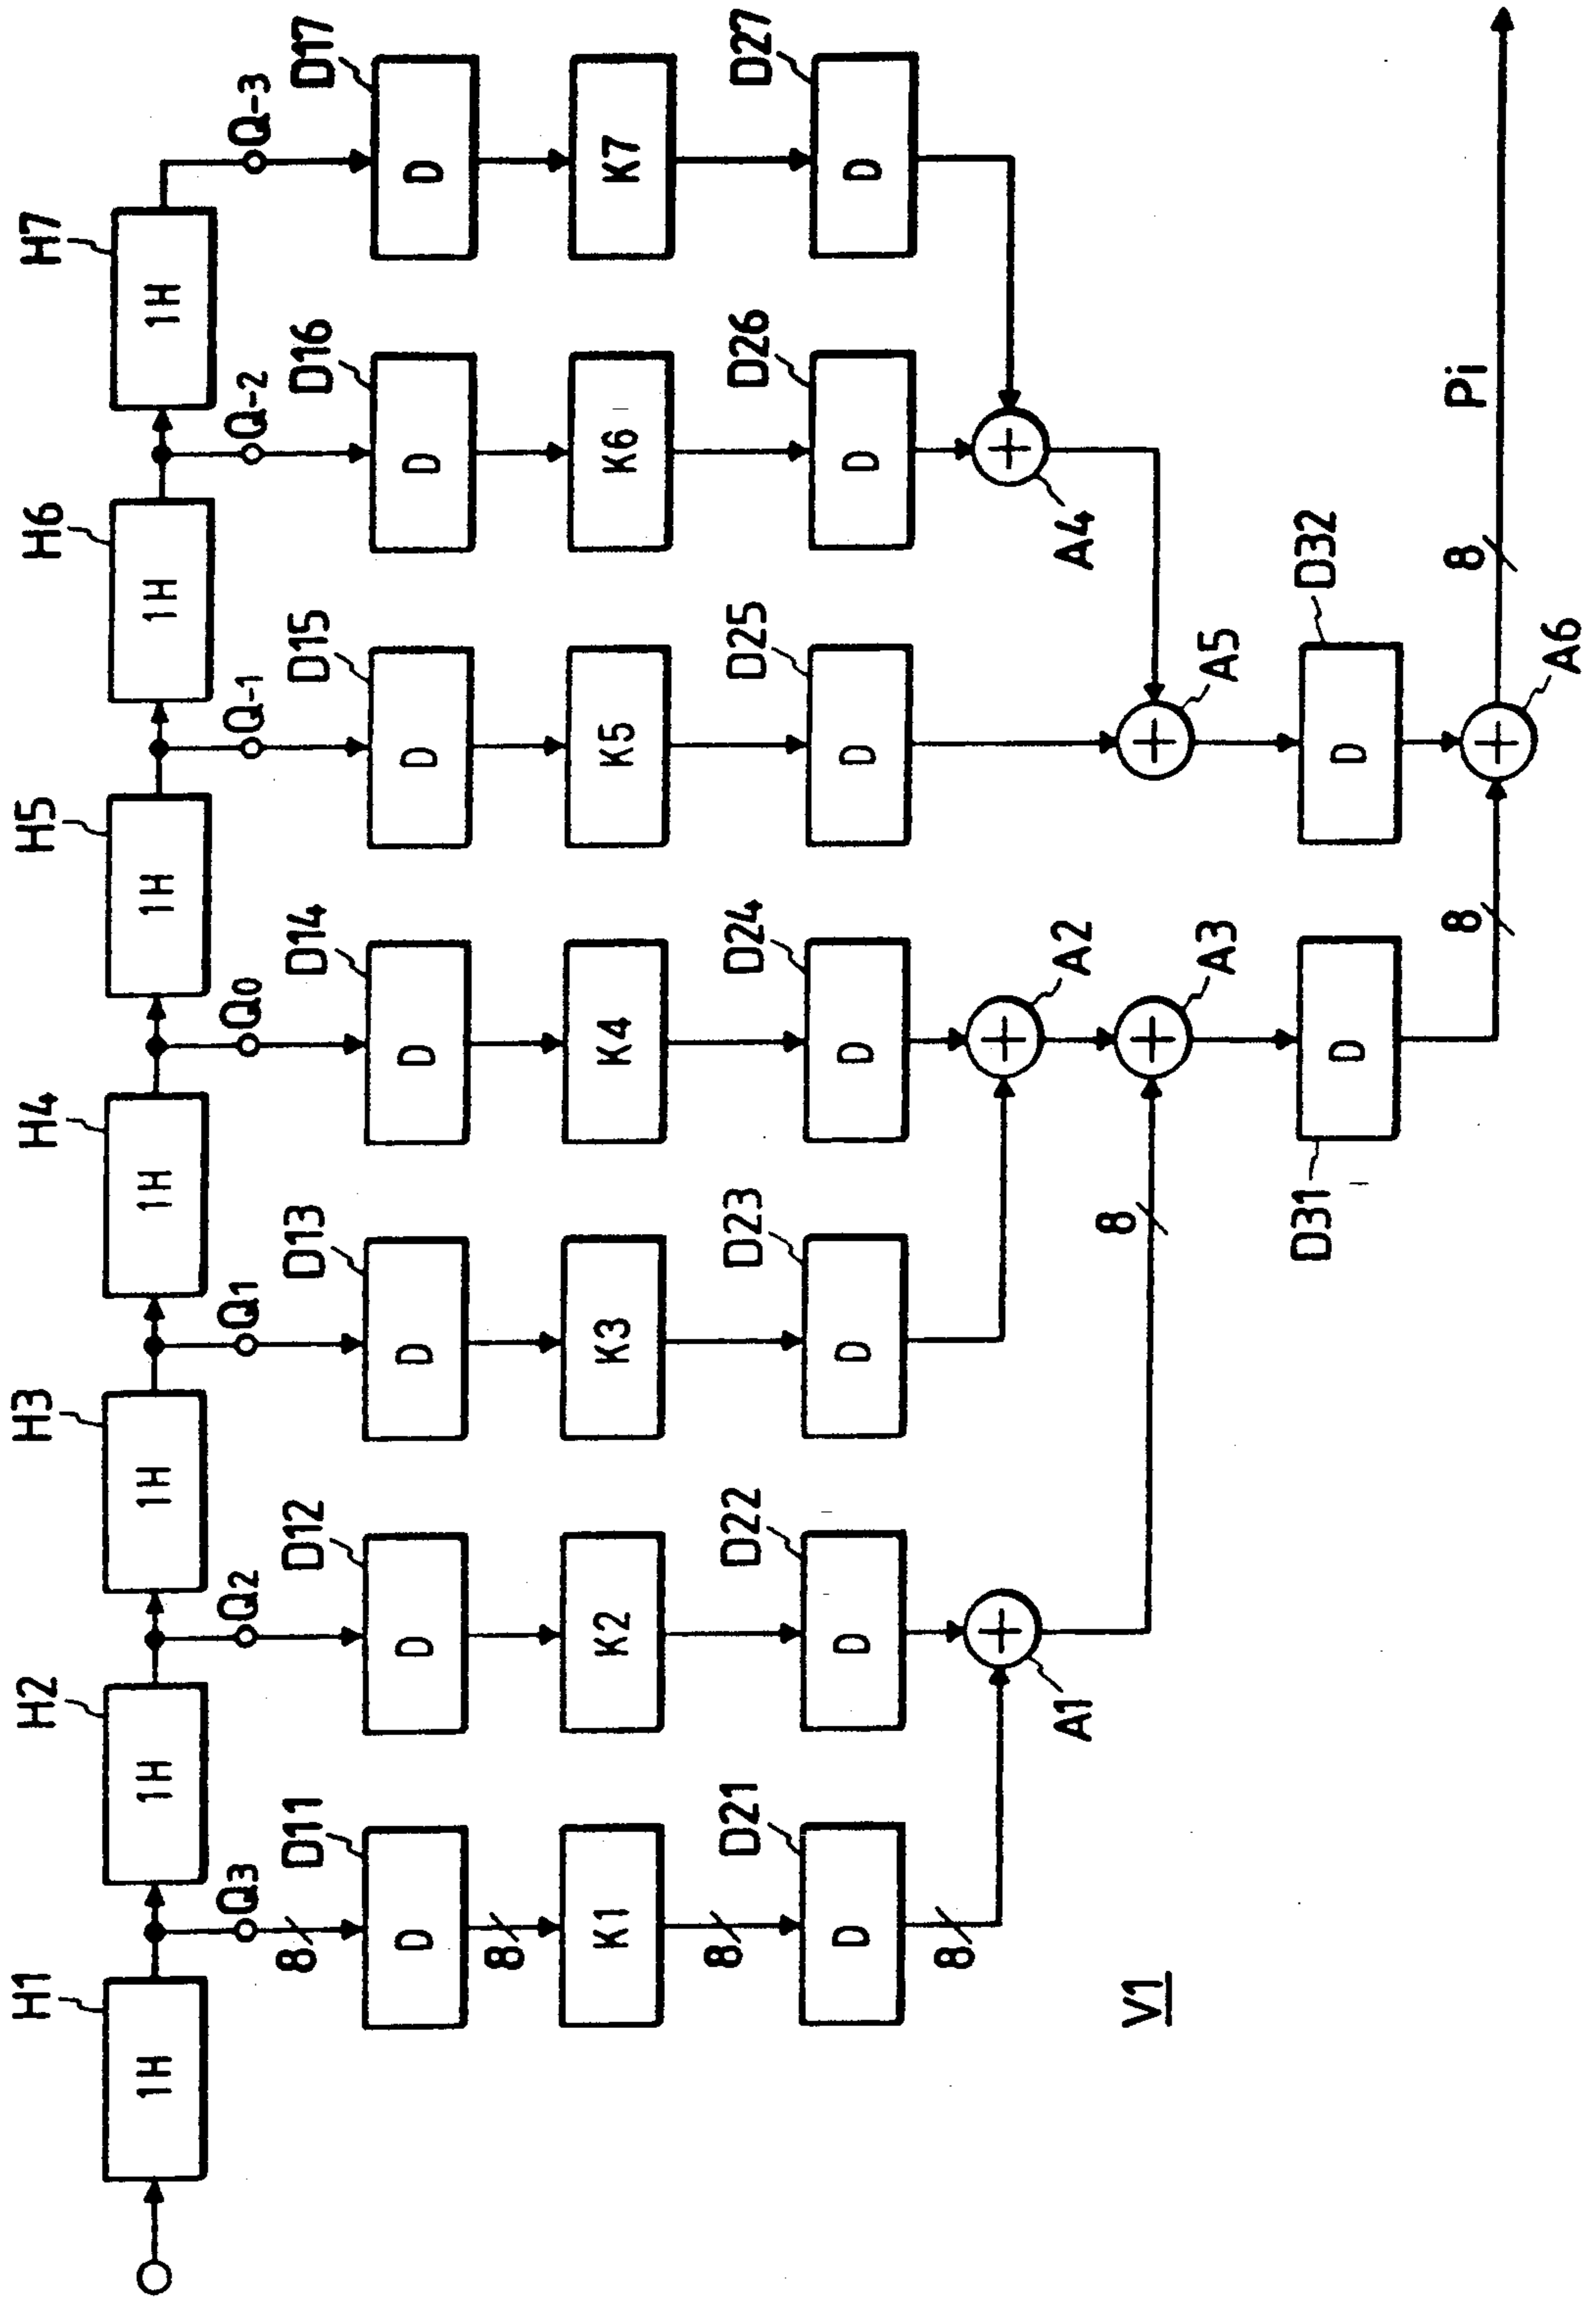 H1 H2 H3 H4 H5 H6 H7
1H 1H 1H 1H 1H 1H 1H
Q3 Q2 Q1 Q0 Q-1 Q-2 Q-3
8
D11 D12 D13 D14 D15 D16 D17
D D D D D D D
8
K1 K2 K3 K4 K5 K6 K7
8
D21 D22 D23 D24 D25 D26 D27
D D D D D D D
8
+ + +
A1 A2 A4
8
+ +
A3 A5
V1
D31 D32
D D
8
+
A6
8
Pi